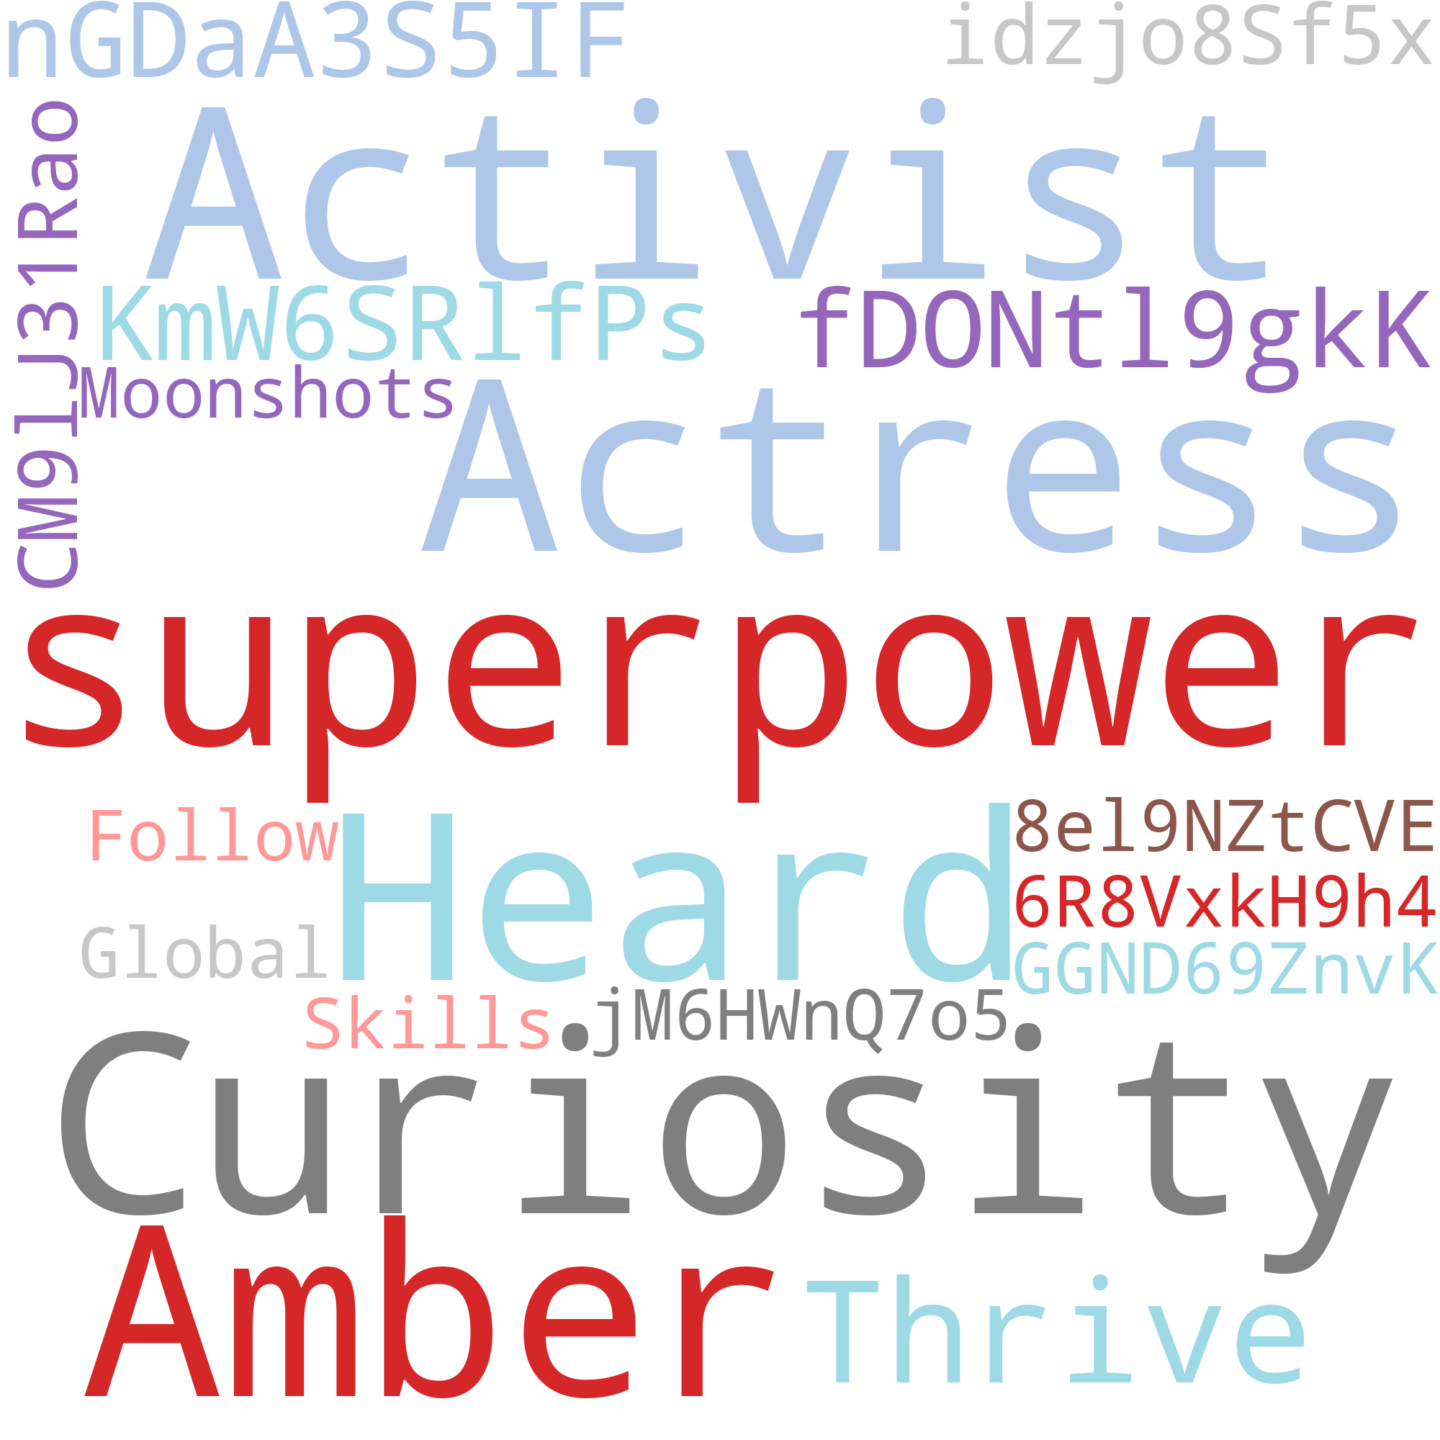 nGDaA3S5IF
idzjo8Sf5x
CM9lJ31Rao
Activist
KmW6SRlfPs
fDONtl9gkK
Moonshots
Actress
superpower
Follow
Heard
8el9NZtCVE
6R8VxkH9h4
Global
GGND69ZnvK
Skills
jM6HWnQ7o5
Curiosity
Amber
Thrive